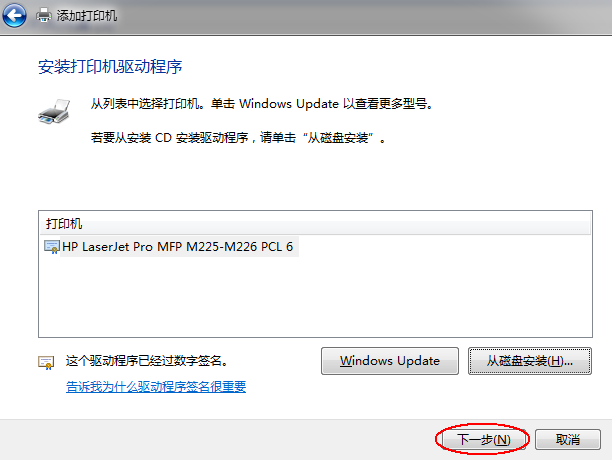 添加打印机
安装打印机驱动程序
从列表中选择打印机。单击 Windows Update 以查看更多型号。
若要从安装 CD 安装驱动程序，请单击“从磁盘安装”。
打印机
HP LaserJet Pro MFP M225-M226 PCL 6
这个驱动程序已经过数字签名。
Windows Update
从磁盘安装(H)...
告诉我为什么驱动程序签名很重要
下一步(N)
取消